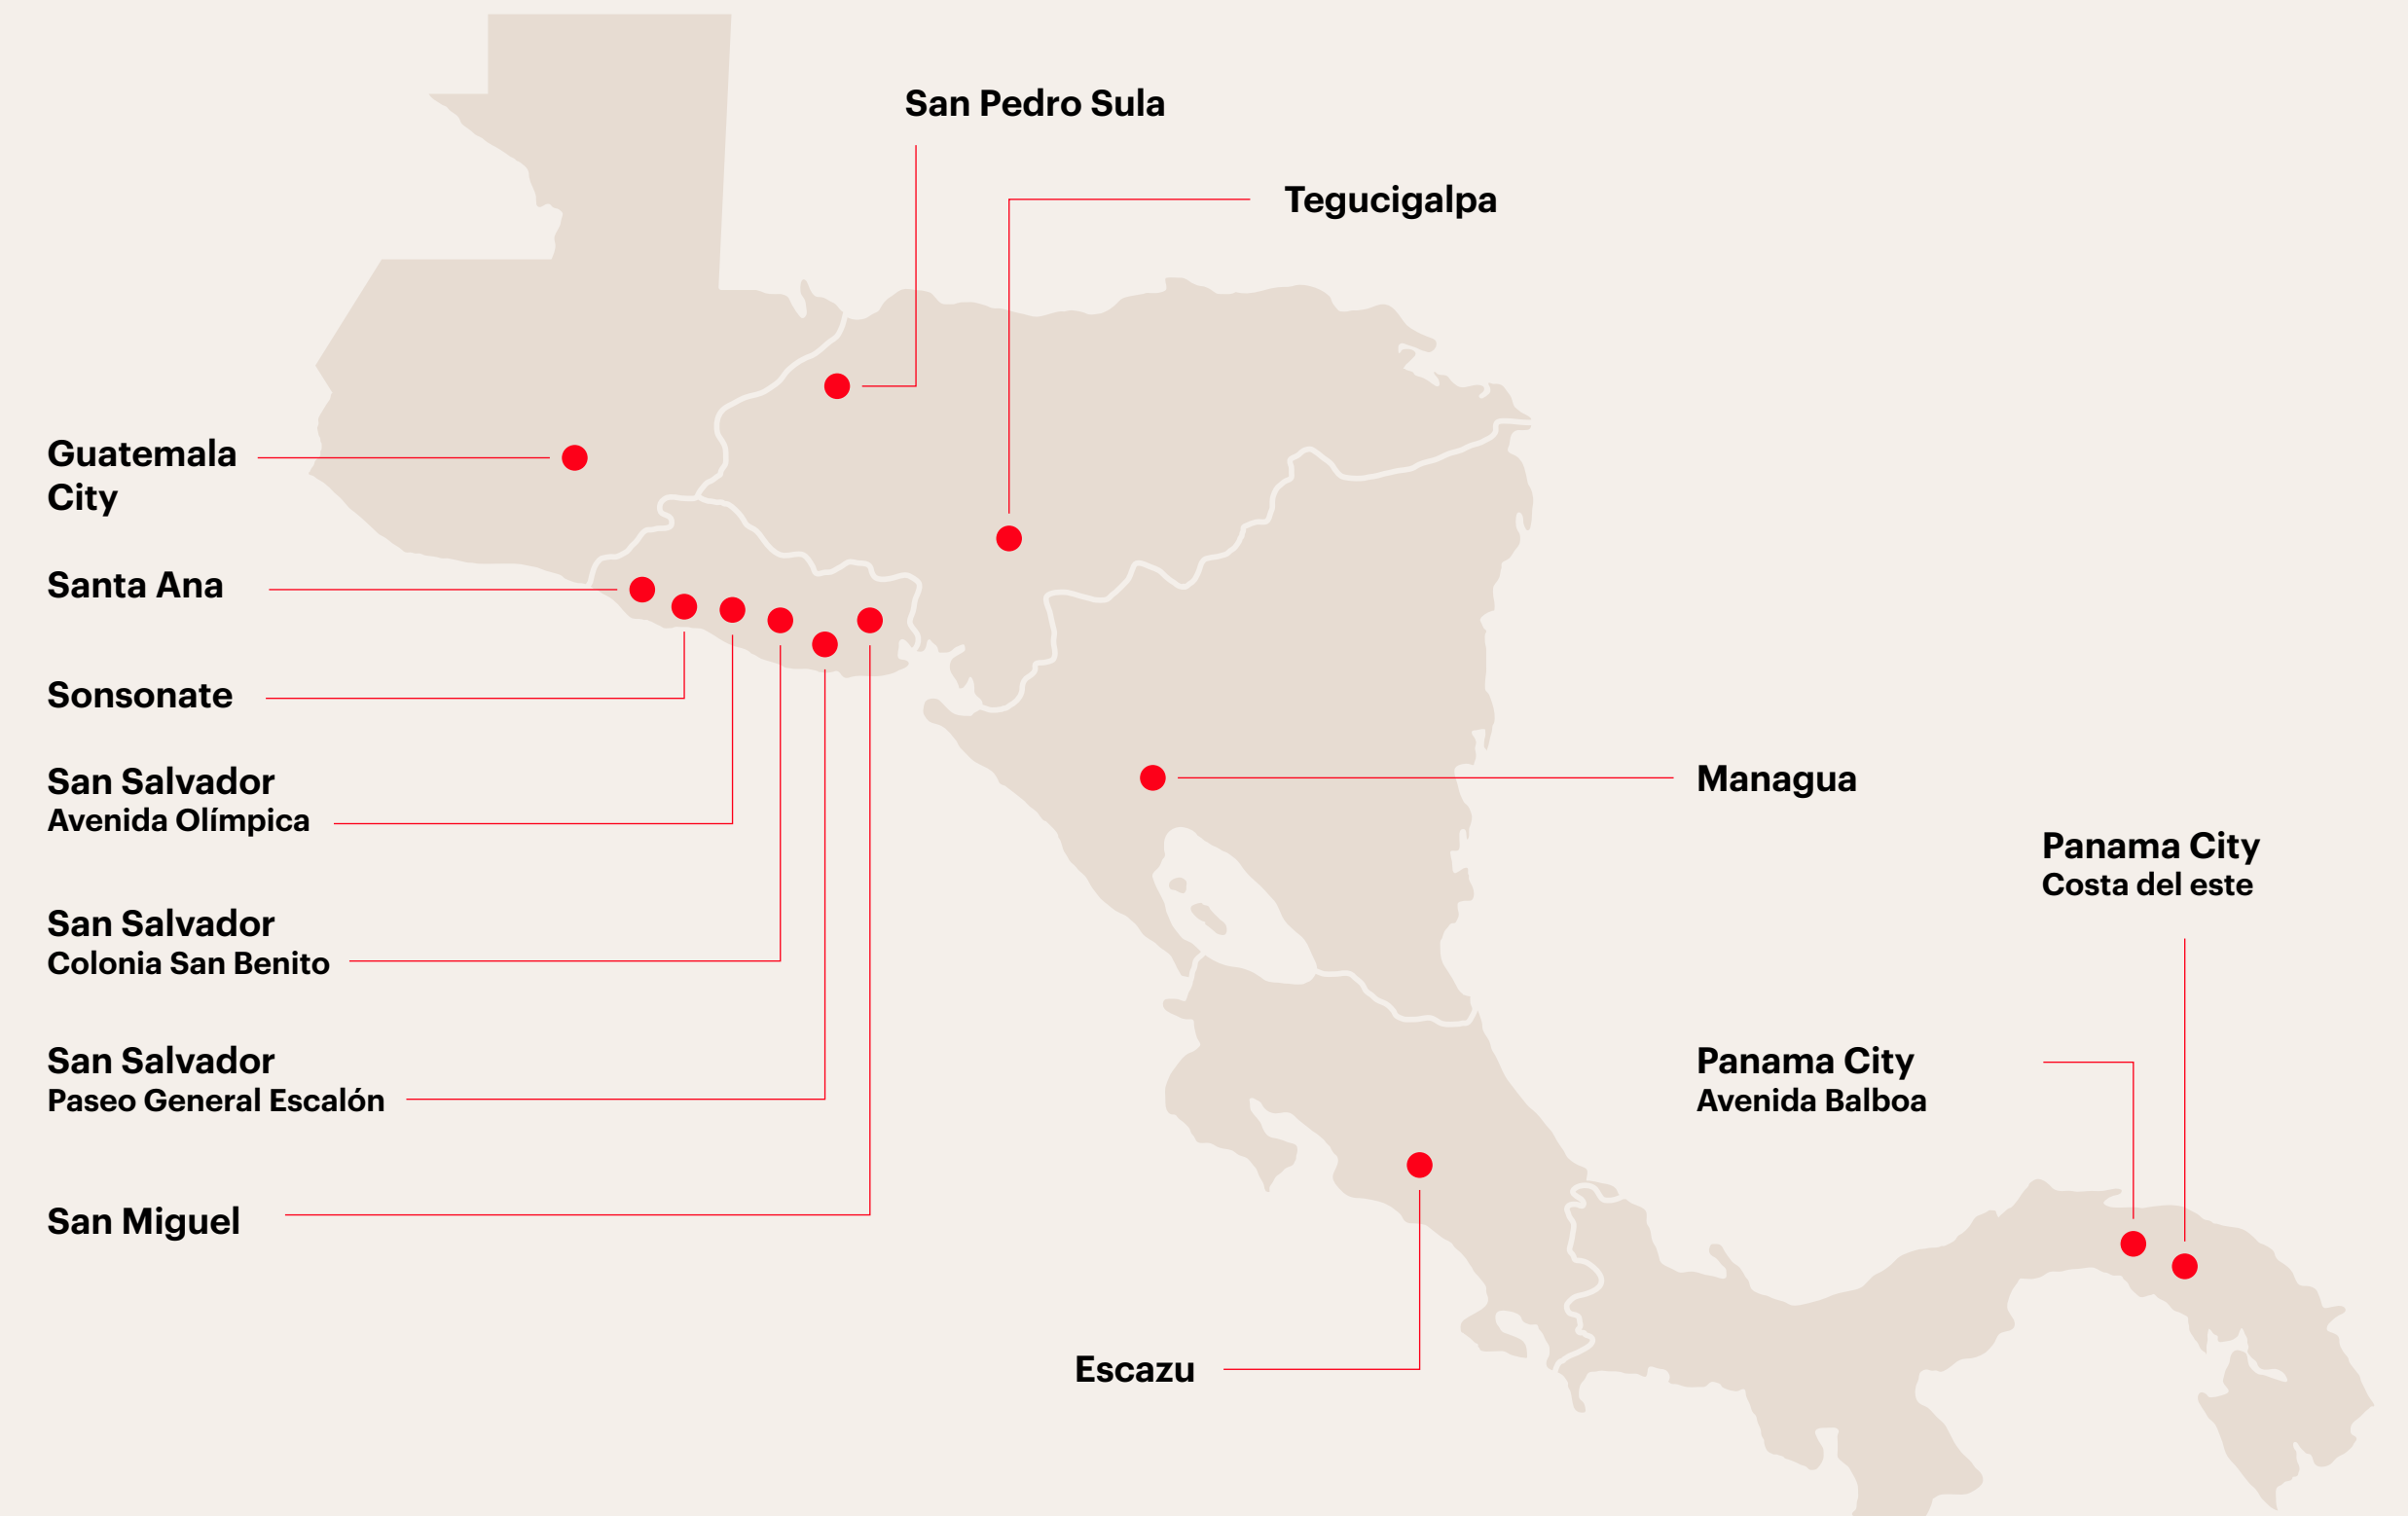 San Pedro Sula
Tegucigalpa
Guatemala
City
Santa Ana
Sonsonate
San Salvador
Avenida Olímpica
San Salvador
Colonia San Benito
San Salvador
Paseo General Escalón
San Miguel
Managua
Panama City
Costa del este
Panama City
Avenida Balboa
Escazu